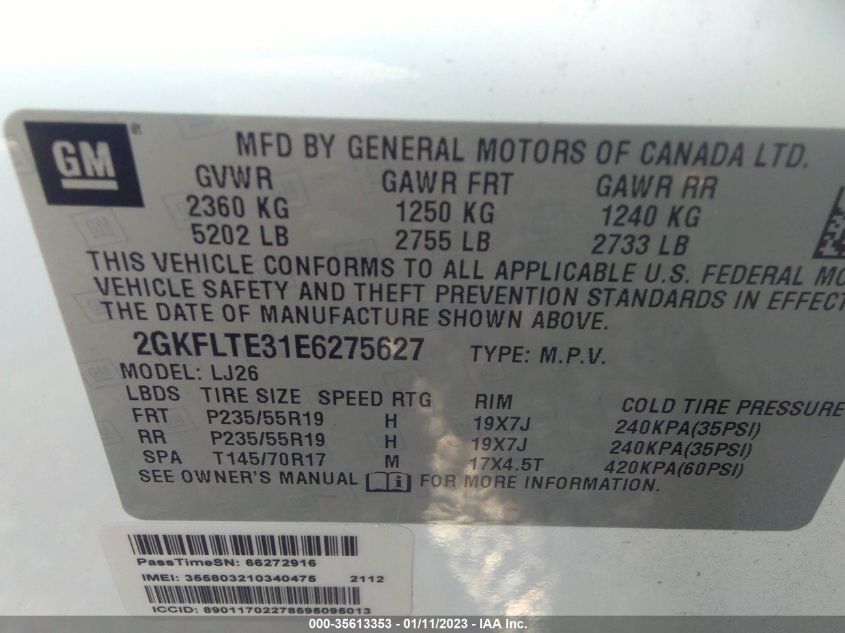 GM
MFD BY GENERAL MOTORS OF CANADA LTD.
GVWR GAWR FRT GAWR RR
2360 KG 1250 KG 1240 KG
5202 LB 2755 LB 2733 LB
THIS VEHICLE CONFORMS TO ALL APPLICABLE U.S. FEDERAL MO
VEHICLE SAFETY AND THEFT PREVENTION STANDARDS IN EFFECT
THE DATE OF MANUFACTURE SHOWN ABOVE.
2GKFLTE31E6275627 TYPE: M.P.V.
MODEL: LJ26
LBDS TIRE SIZE SPEED RTG RIM COLD TIRE PRESSURE
FRT P235/55R19 H 19X7J 240KPA(35PSI)
RR P235/55R19 H 19X7J 240KPA(35PSI)
SPA T145/70R17 M 17X4.5T 420KPA(60PSI)
SEE OWNER'S MANUAL FOR MORE INFORMATION.
PassTimeSN: 66272916
IMEI: 355803210340475 2112
ICCID: 89011702278595095013
000-35613353 - 01/11/2023 - IAAI Inc.